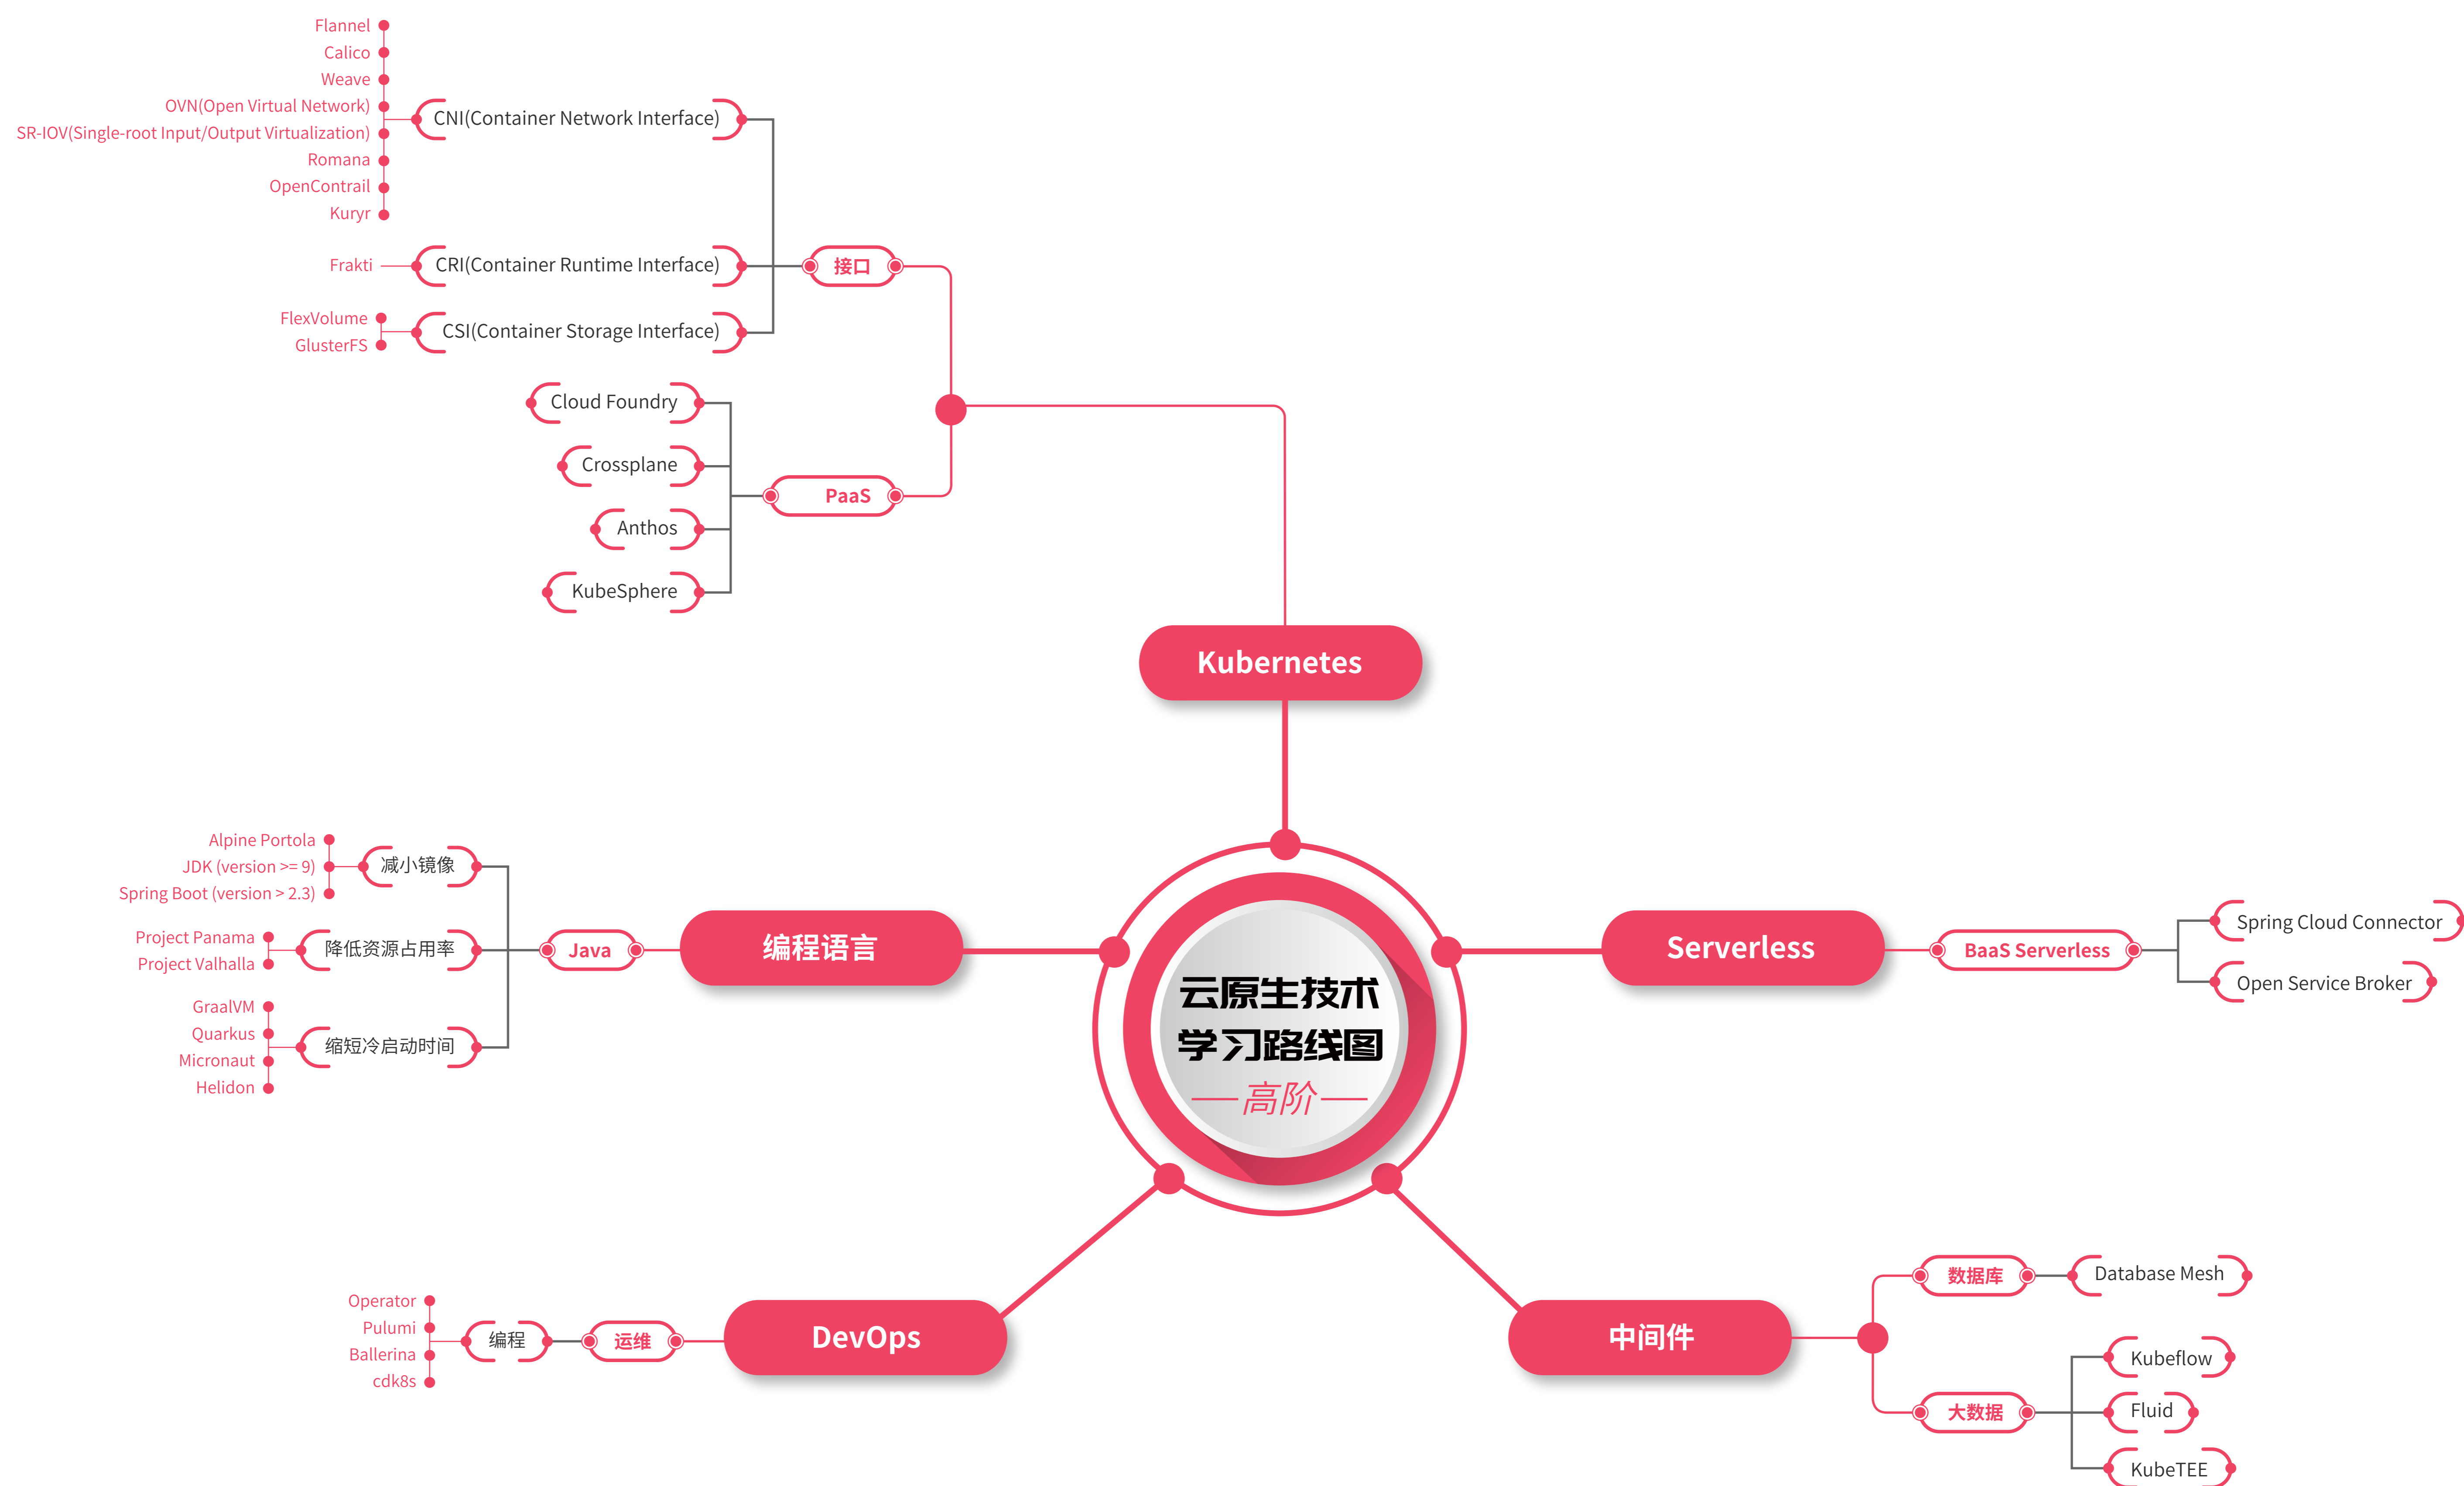 Flannel
Calico
Weave
OVN(Open Virtual Network)
SR-IOV(Single-root Input/Output Virtualization)
Romana
OpenContrail
Kuryr
CNI(Container Network Interface)
Frakti
CRI(Container Runtime Interface)
接口
FlexVolume
GlusterFS
CSI(Container Storage Interface)
Cloud Foundry
Crossplane
Anthos
KubeSphere
PaaS
Kubernetes
Alpine Portola
JDK (version >= 9)
Spring Boot (version > 2.3)
减小镜像
Project Panama
Project Valhalla
降低资源占用率
GraalVM
Quarkus
Micronaut
Helidon
缩短冷启动时间
Java
编程语言
云原生技术
学习路线图
高阶
Serverless
BaaS Serverless
Spring Cloud Connector
Open Service Broker
Operator
Pulumi
Ballerina
cdk8s
编程
运维
DevOps
中间件
数据库
Database Mesh
大数据
Kubeflow
Fluid
KubeTEE